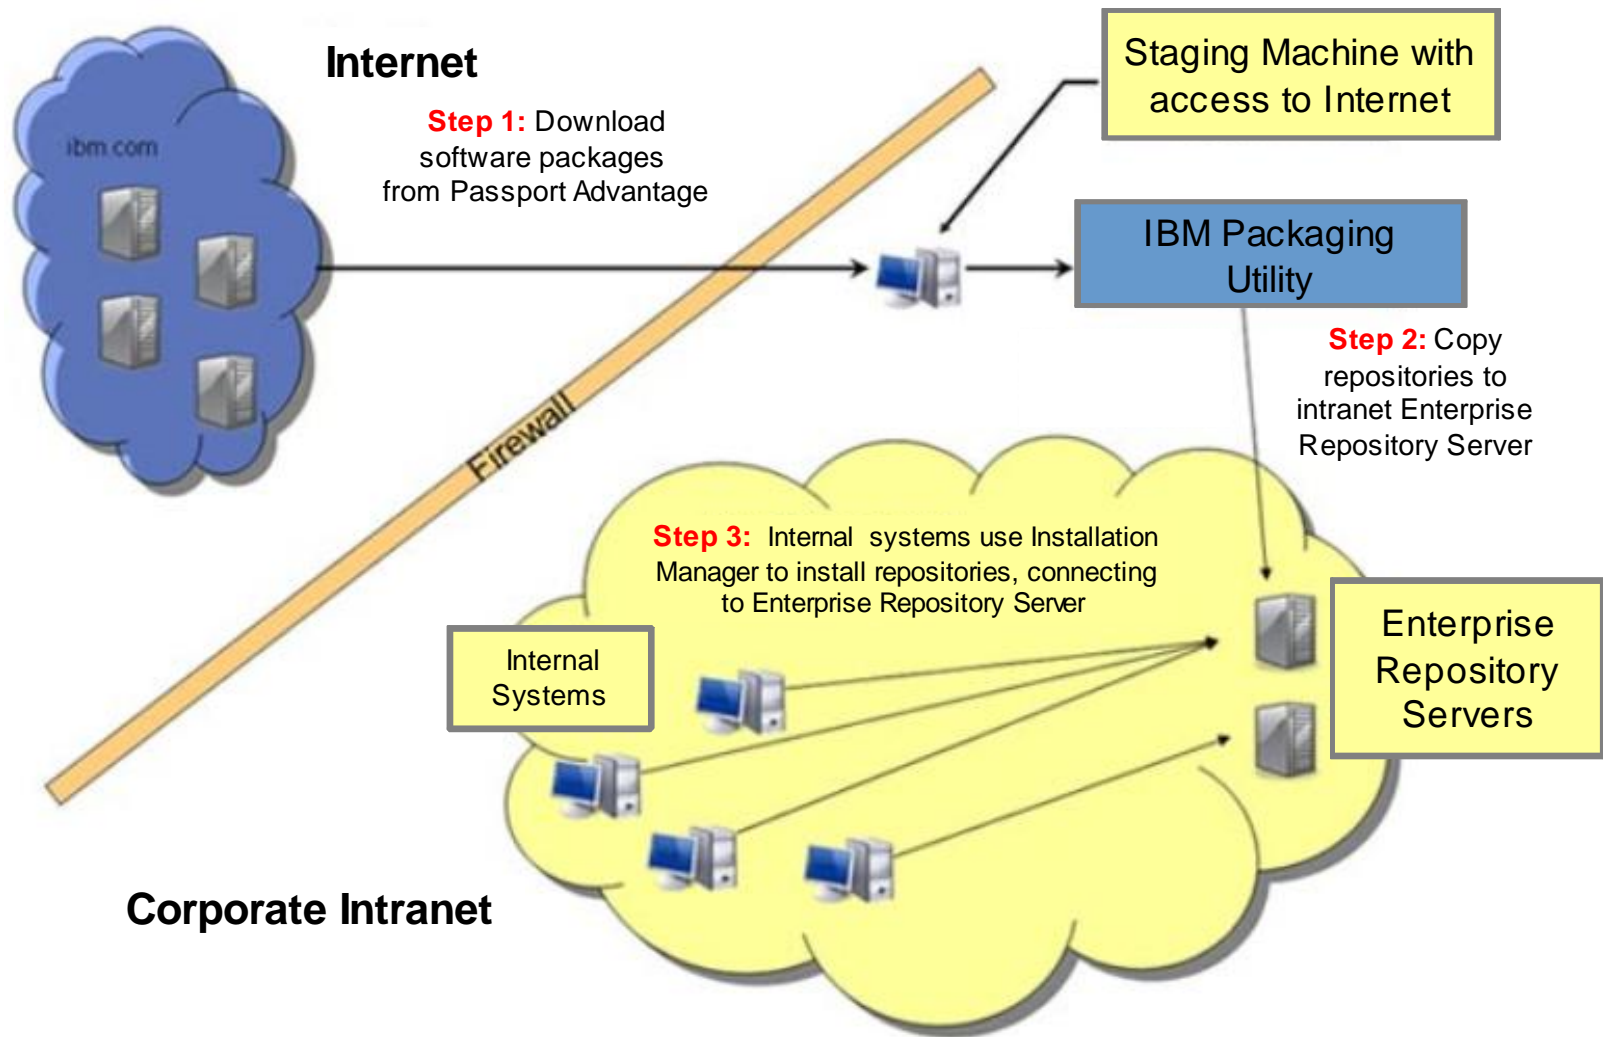 Internet
Step 1: Download
software packages
from Passport Advantage
ibm.com
Staging Machine with
access to Internet
IBM Packaging
Utility
Step 2: Copy
repositories to
intranet Enterprise
Repository Server
Firewall
Step 3: Internal systems use Installation
Manager to install repositories, connecting
to Enterprise Repository Server
Internal
Systems
Enterprise
Repository
Servers
Corporate Intranet